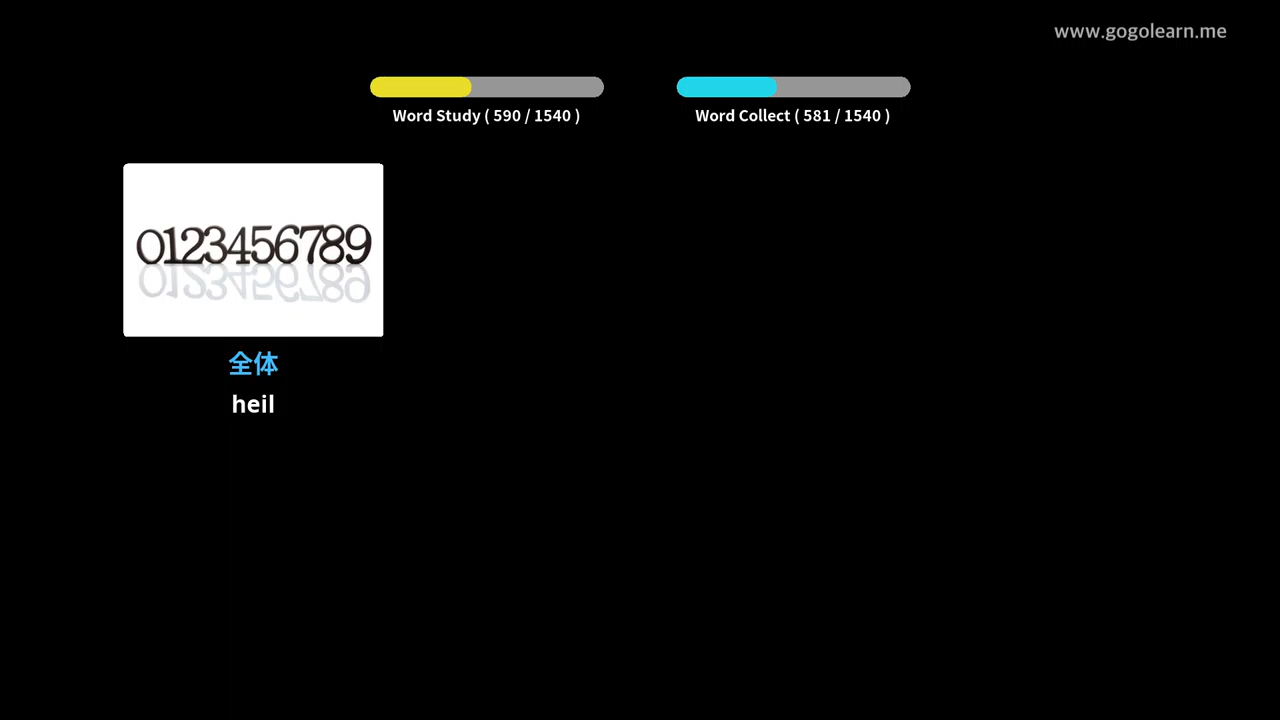 www.gogolearn.me
Word Study ( 590 / 1540 )
Word Collect ( 581 / 1540 )
0123456789
全体
heil